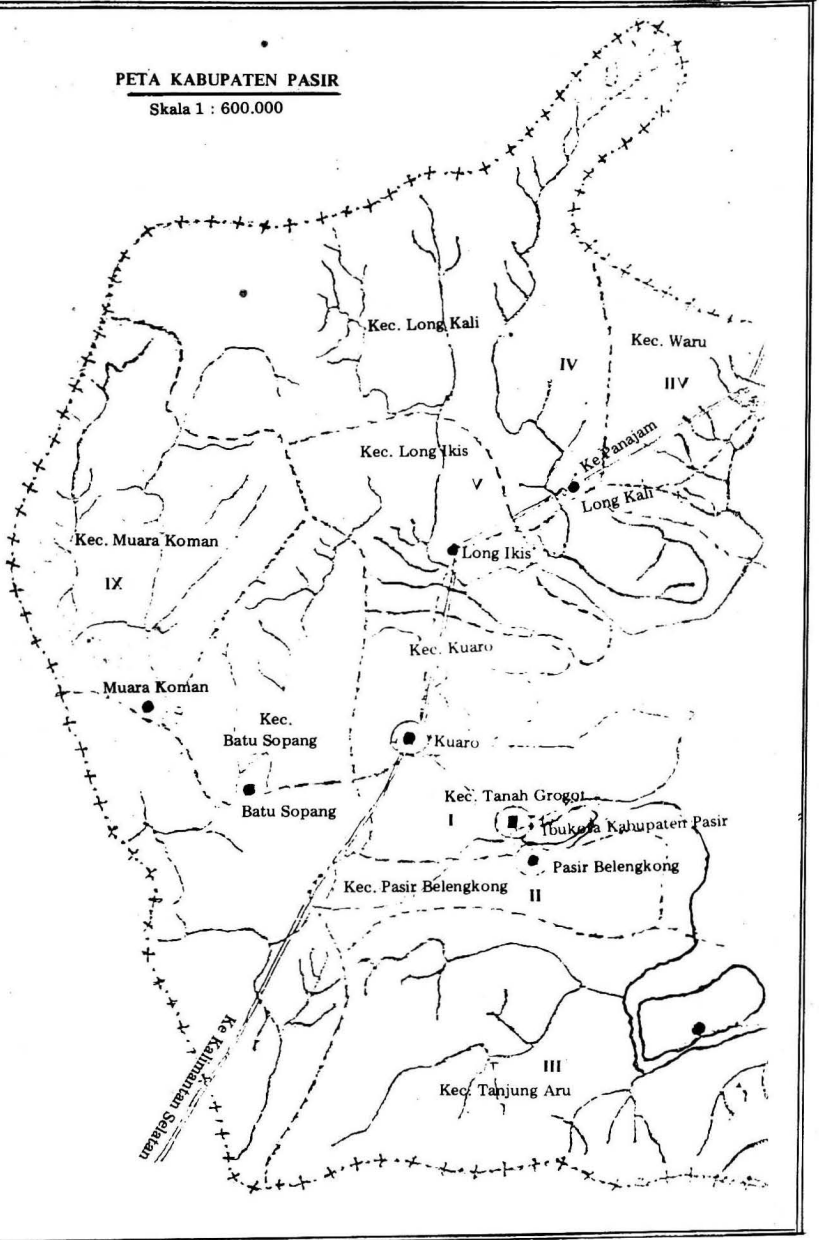 PETA KABUPATEN PASIR
Skala 1 : 600.000
Kec. Long Kali
Kec. Waru
IV
IIV
Kec. Long Ikis
Ke Panajam
V
Long Kali
Kec. Muara Koman
Long Ikis
IX
Kec. Kuaro
Muara Koman
Kec.
Batu Sopang
Kuaro
Batu Sopang
Kec. Tanah Grogot
I
Ibukota Kabupaten Pasir
Pasir Belengkong
Kec. Pasir Belengkong
II
Ke Kalimantan Selatan
III
Kec. Tanjung Aru